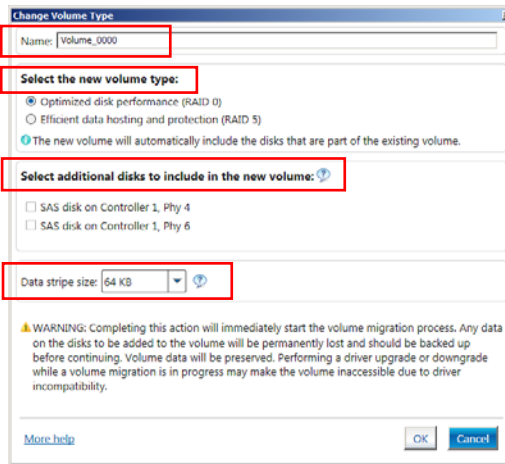 Change Volume Type
Name: Volume_0000
Select the new volume type:
Optimized disk performance (RAID 0)
Efficient data hosting and protection (RAID 5)
The new volume will automatically include the disks that are part of the existing volume.
Select additional disks to include in the new volume:
SAS disk on Controller 1, Phy 4
SAS disk on Controller 1, Phy 6
Data stripe size: 64 KB
WARNING: Completing this action will immediately start the volume migration process. Any data
on the disks to be added to the volume will be permanently lost and should be backed up
before continuing. Volume data will be preserved. Performing a driver upgrade or downgrade
while a volume migration is in progress may make the volume inaccessible due to driver
incompatibility.
More help
OK
Cancel